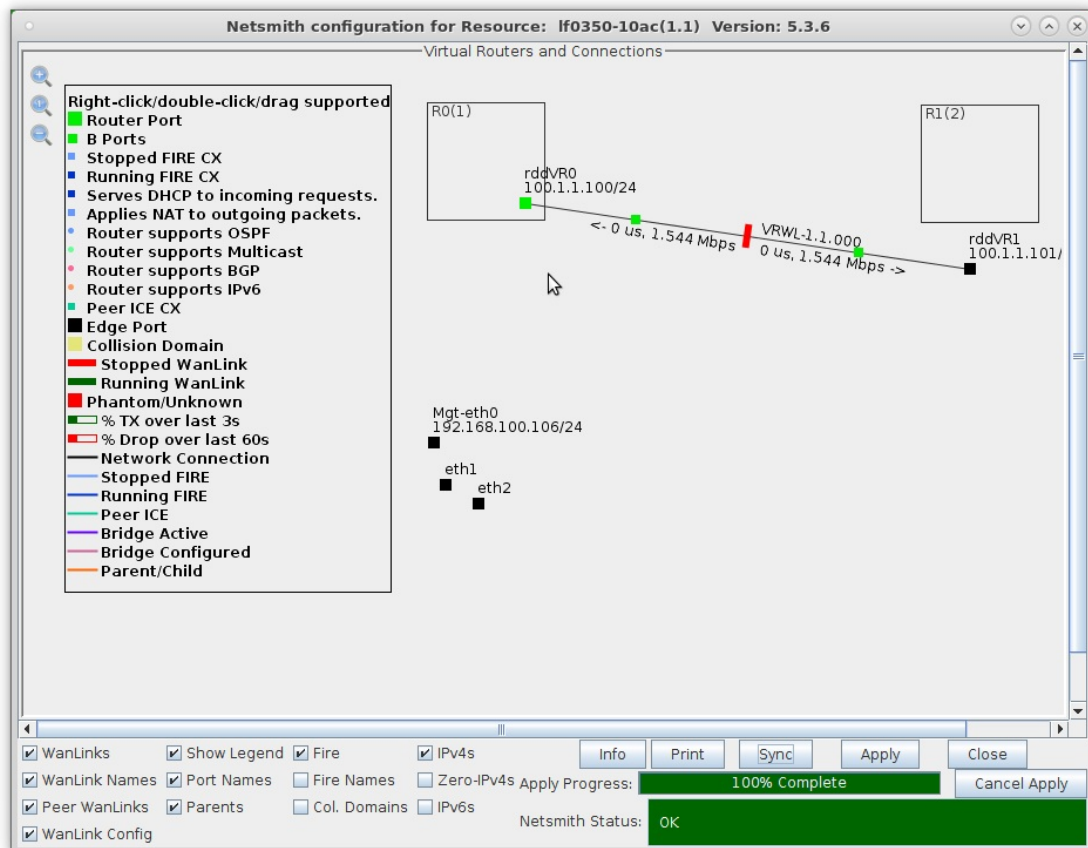 Netsmith configuration for Resource: lf0350-10ac(1.1) Version: 5.3.6
Virtual Routers and Connections
Right-click/double-click/drag supported
Router Port
B Ports
Stopped FIRE CX
Running FIRE CX
Serves DHCP to incoming requests.
Applies NAT to outgoing packets.
Router supports OSPF
Router supports Multicast
Router supports BGP
Router supports IPv6
Peer ICE CX
Edge Port
Collision Domain
Stopped WanLink
Running WanLink
Phantom/Unknown
% TX over last 3s
% Drop over last 60s
Network Connection
Stopped FIRE
Running FIRE
Peer ICE
Bridge Active
Bridge Configured
Parent/Child
R0(1)
R1(2)
rddVR0
100.1.1.100/24
<- 0 us, 1.544 Mbps
VRWL-1.1.000
0 us, 1.544 Mbps ->
rddVR1
100.1.1.101/
Mgt-eth0
192.168.100.106/24
eth1
eth2
WanLinks Show Legend Fire IPv4s Info Print Sync Apply Close
WanLink Names Port Names Fire Names Zero-IPv4s Apply Progress: 100% Complete Cancel Apply
Peer WanLinks Parents Col. Domains IPv6s
WanLink Config Netsmith Status: OK